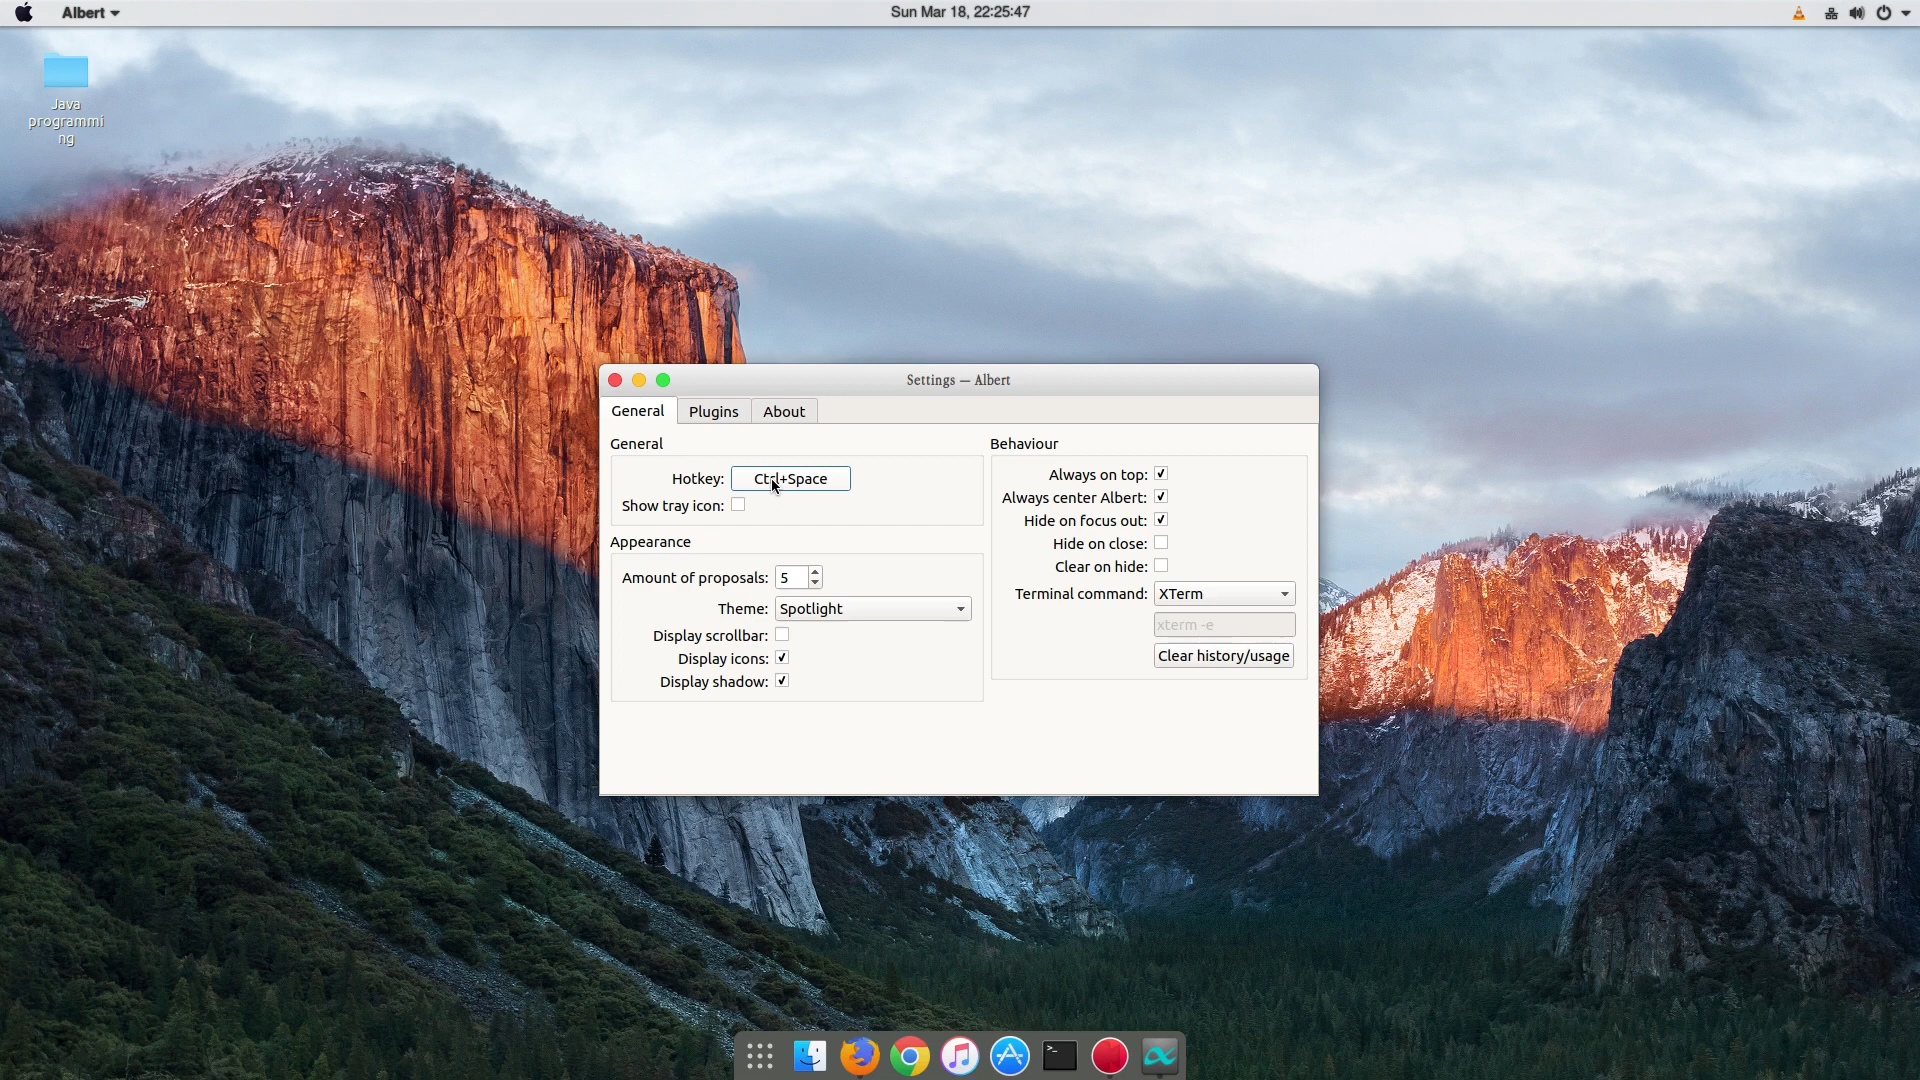 Albert
Sun Mar 18, 22:25:47
Java
programmi
ng
Settings — Albert
General
Plugins
About
General
Hotkey: Ctrl+Space
Show tray icon:
Appearance
Amount of proposals: 5
Theme: Spotlight
Display scrollbar:
Display icons:
Display shadow:
Behaviour
Always on top:
Always center Albert:
Hide on focus out:
Hide on close:
Clear on hide:
Terminal command: XTerm
xterm -e
Clear history/usage
>_